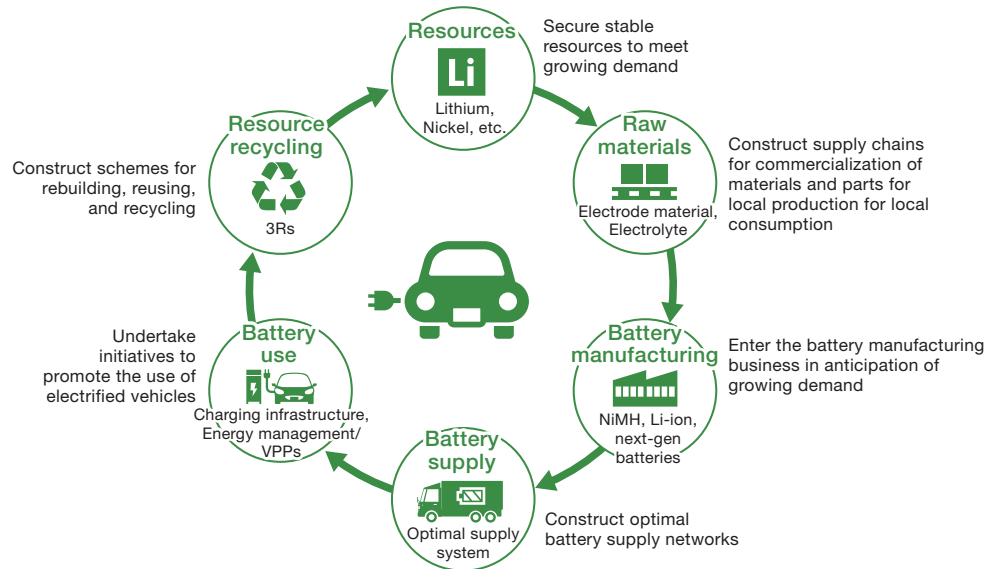 Resources
Li
Lithium,
Nickel, etc.
Secure stable
resources to meet
growing demand
Raw
materials
Electrode material,
Electrolyte
Construct supply chains
for commercialization of
materials and parts for
local production for local
consumption
Battery
manufacturing
NiMH, Li-ion,
next-gen
batteries
Enter the battery manufacturing
business in anticipation of
growing demand
Battery
supply
Optimal supply
system
Construct optimal
battery supply networks
Battery
use
Charging infrastructure,
Energy management/
VPPs
Undertake
initiatives to
promote the use of
electrified vehicles
Resource
recycling
3Rs
Construct schemes for
rebuilding, reusing,
and recycling